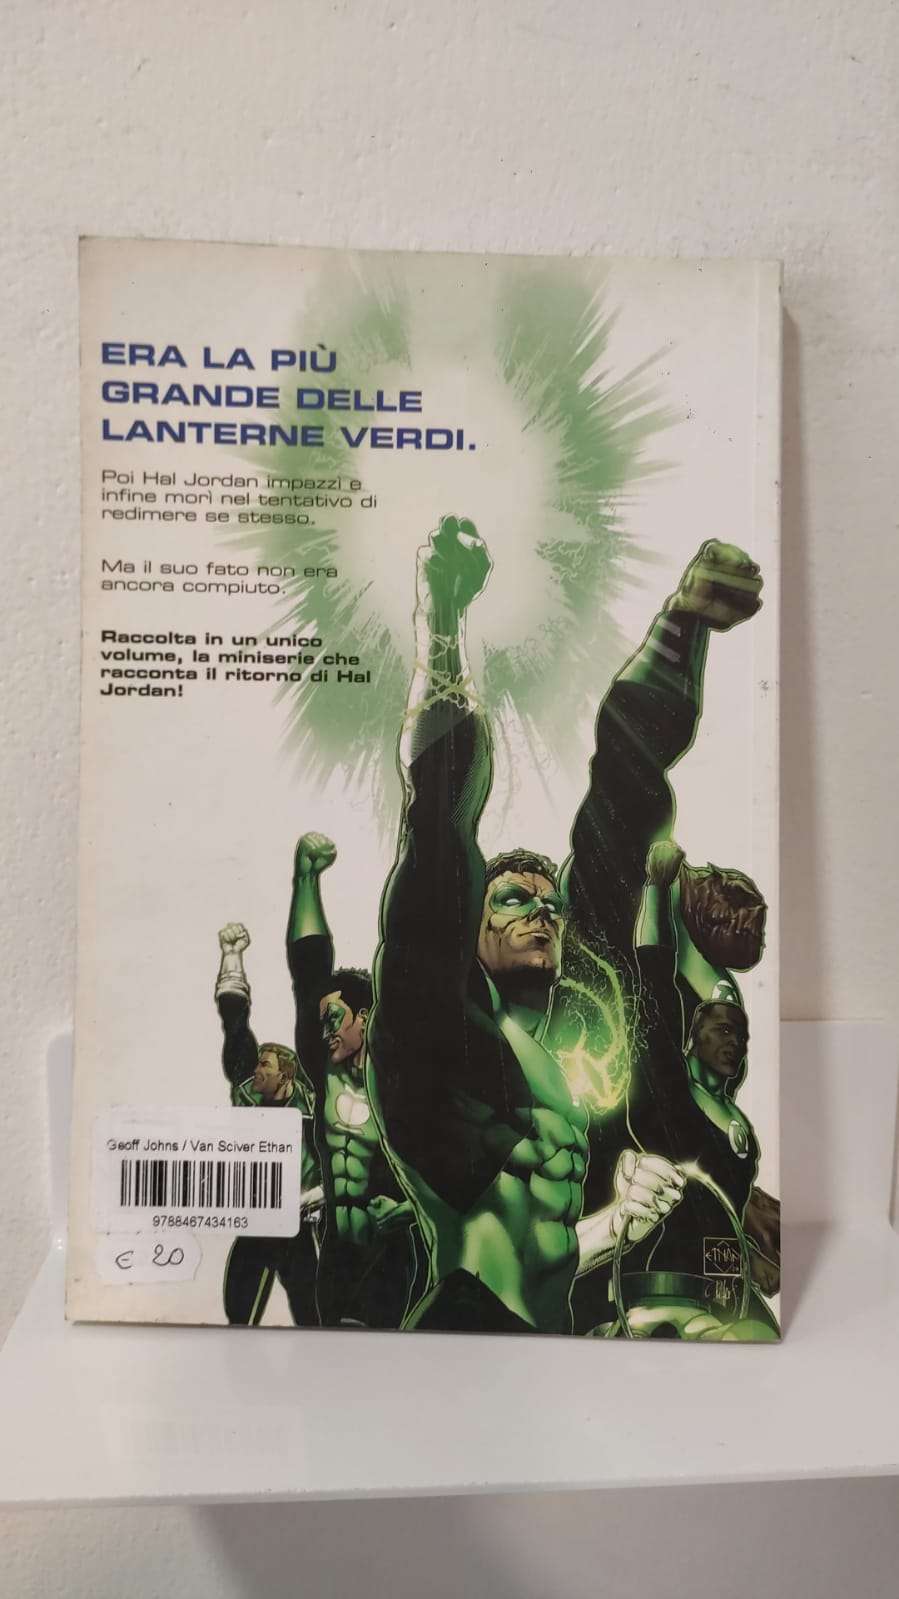 ERA LA PIÙ
GRANDE DELLE
LANTERNE VERDI.
Poi Hal Jordan impazzì e
infine morì nel tentativo di
redimere se stesso.
Ma il suo fato non era
ancora compiuto.
Raccolta in un unico
volume, la miniserie che
racconta il ritorno di Hal
Jordan!
Geoff Johns / Van Sciver Ethan
9788467434163
€ 20
ETHAN